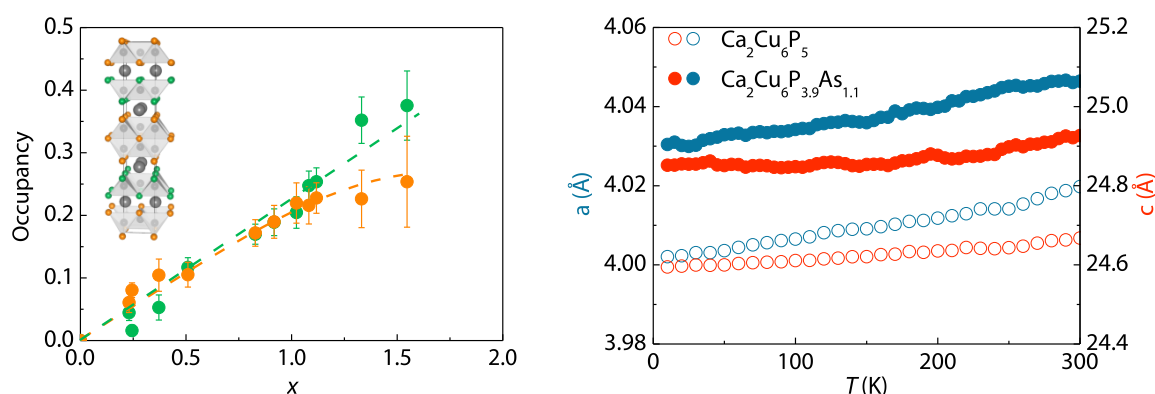 0.5
0.4
0.3
0.2
0.1
0.0
Occupancy
0.0 0.5 1.0 1.5 2.0
x
4.06
4.04
4.02
4.00
3.98
a (Å)
Ca₂Cu₆P₅
Ca₂Cu₆P₃.₉As₁.₁
25.2
25.0
24.8
24.6
24.4
c (Å)
0 100 200 300
T (K)